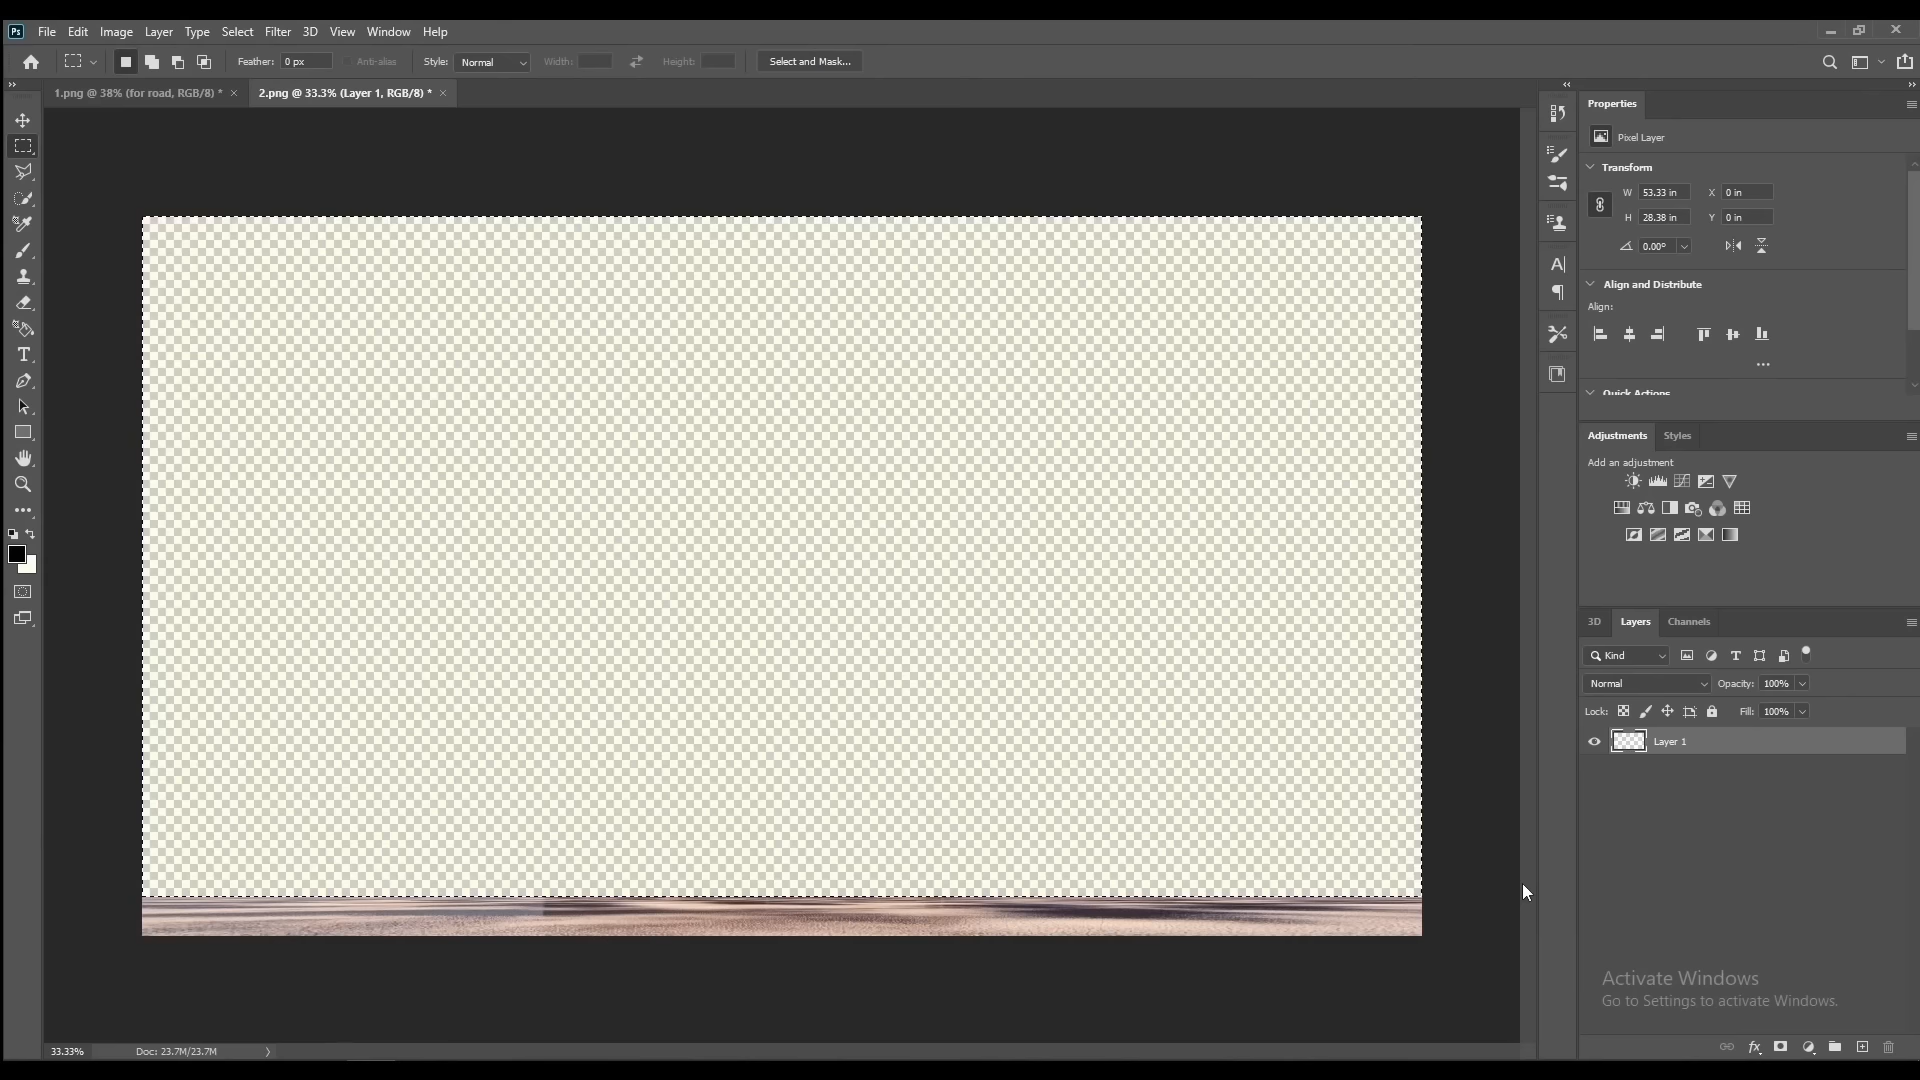 Ps File Edit Image Layer Type Select Filter 3D View Window Help
Feather: 0 px Anti-alias Style: Normal Width: Height: Select and Mask...
1.png @ 38% (for road, RGB/8) * × 2.png @ 33.3% (Layer 1, RGB/8) * ×
Properties
Pixel Layer
Transform
W 53.33 in X 0 in
H 28.38 in Y 0 in
0.00°
Align and Distribute
Align:
Quick Actions
Adjustments Styles
Add an adjustment
3D Layers Channels
Kind
Normal Opacity: 100%
Lock: Fill: 100%
Layer 1
Activate Windows
Go to Settings to activate Windows.
33.33% Doc: 23.7M/23.7M